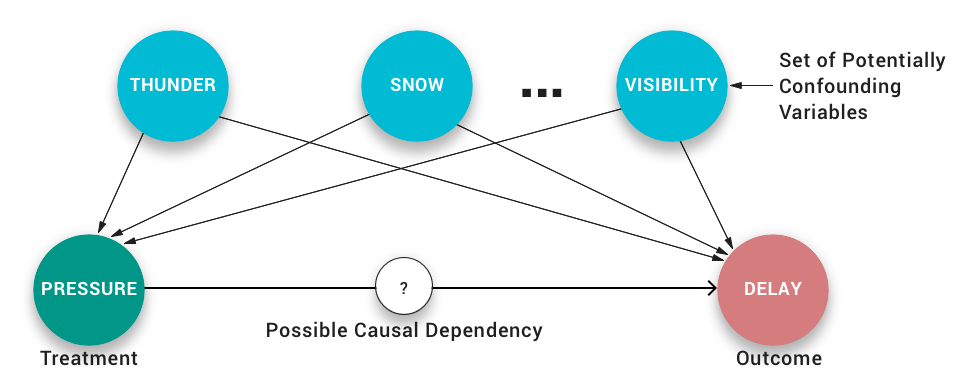 THUNDER
SNOW
VISIBILITY
Set of Potentially
Confounding
Variables
PRESSURE
?
DELAY
Possible Causal Dependency
Treatment
Outcome